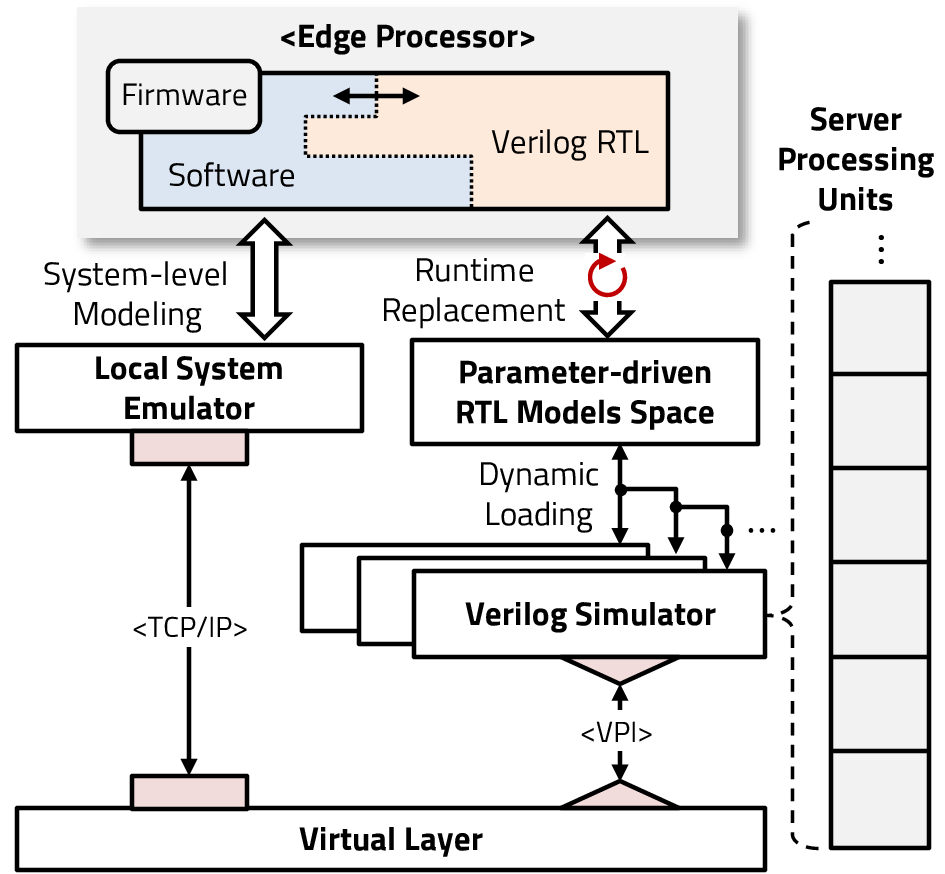 <Edge Processor>
Firmware
Software
Verilog RTL
Server
Processing
Units
⋮
System-level
Modeling
Runtime
Replacement
Local System
Emulator
Parameter-driven
RTL Models Space
Dynamic
Loading
...
Verilog Simulator
<TCP/IP>
<VPI>
Virtual Layer